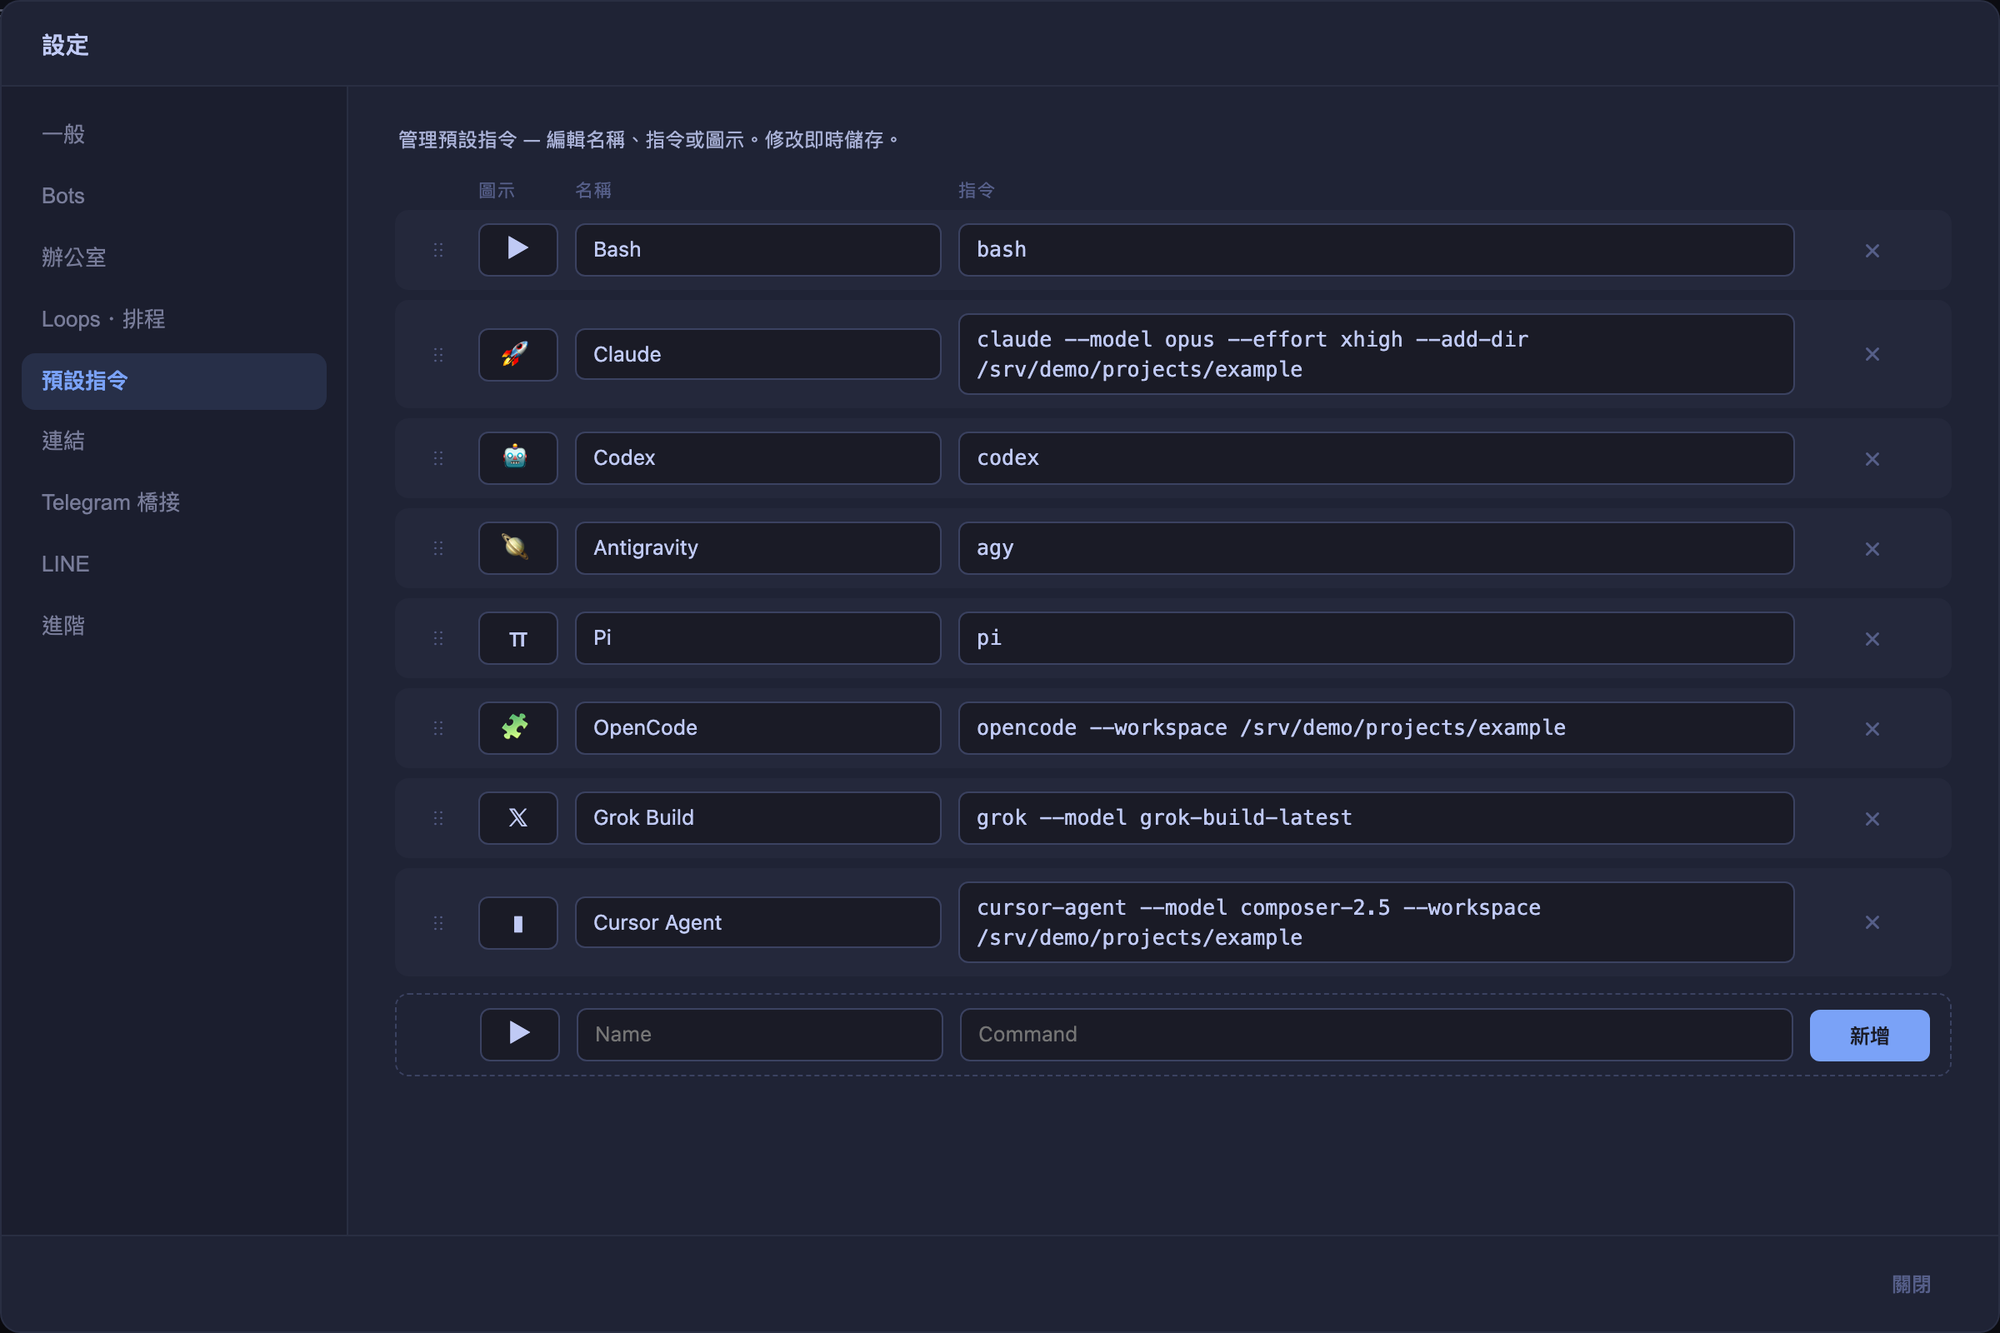 設定
一般
Bots
辦公室
Loops · 排程
預設指令
連結
Telegram 橋接
LINE
進階
管理預設指令 — 編輯名稱、指令或圖示。修改即時儲存。
圖示 名稱 指令
Bash bash
Claude claude --model opus --effort xhigh --add-dir
/srv/demo/projects/example
Codex codex
Antigravity agy
π Pi pi
OpenCode opencode --workspace /srv/demo/projects/example
𝕏 Grok Build grok --model grok-build-latest
Cursor Agent cursor-agent --model composer-2.5 --workspace
/srv/demo/projects/example
Name Command 新增
關閉